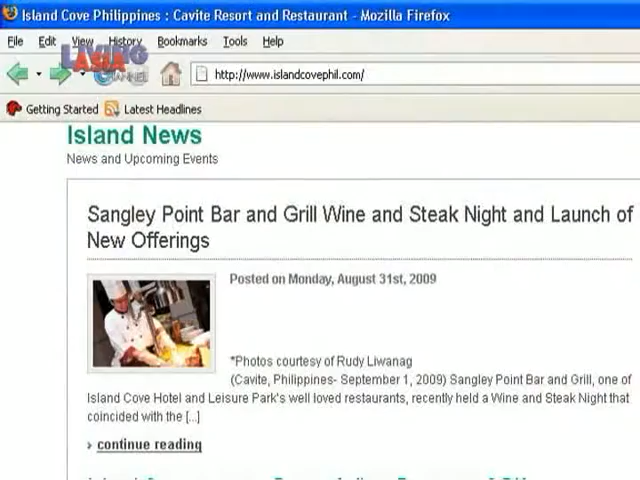 Island Cove Philippines : Cavite Resort and Restaurant - Mozilla Firefox
File Edit View History Bookmarks Tools Help
LIVING
ASIA
CHANNEL
http://www.islandcovephil.com/
Getting Started Latest Headlines
Island News
News and Upcoming Events
Sangley Point Bar and Grill Wine and Steak Night and Launch of
New Offerings
Posted on Monday, August 31st, 2009
*Photos courtesy of Rudy Liwanag
(Cavite, Philippines- September 1, 2009) Sangley Point Bar and Grill, one of
Island Cove Hotel and Leisure Park's well loved restaurants, recently held a Wine and Steak Night that
coincided with the [...]
› continue reading